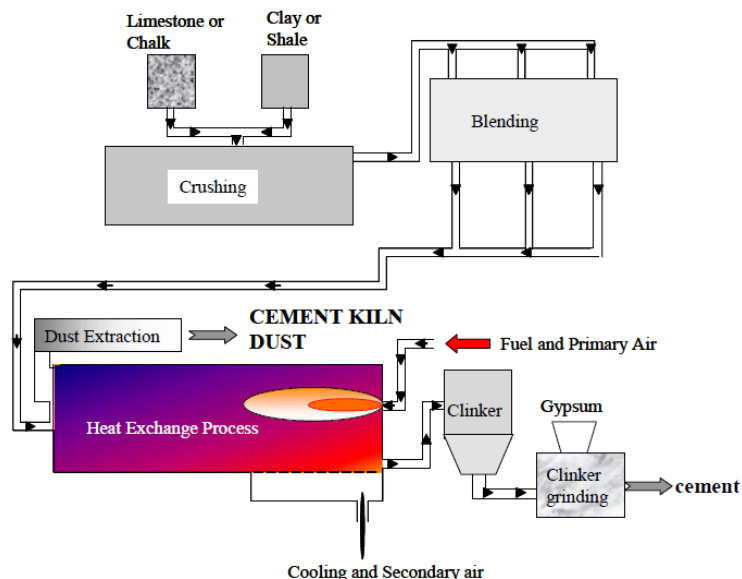 Limestone or
Chalk
Clay or
Shale
Blending
Crushing
Dust Extraction
CEMENT KILN
DUST
Fuel and Primary Air
Heat Exchange Process
Clinker
Gypsum
Clinker
grinding
cement
Cooling and Secondary air